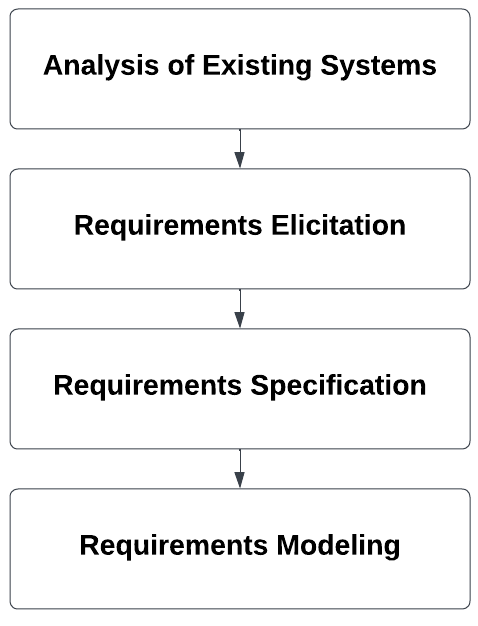 Analysis of Existing Systems
Requirements Elicitation
Requirements Specification
Requirements Modeling